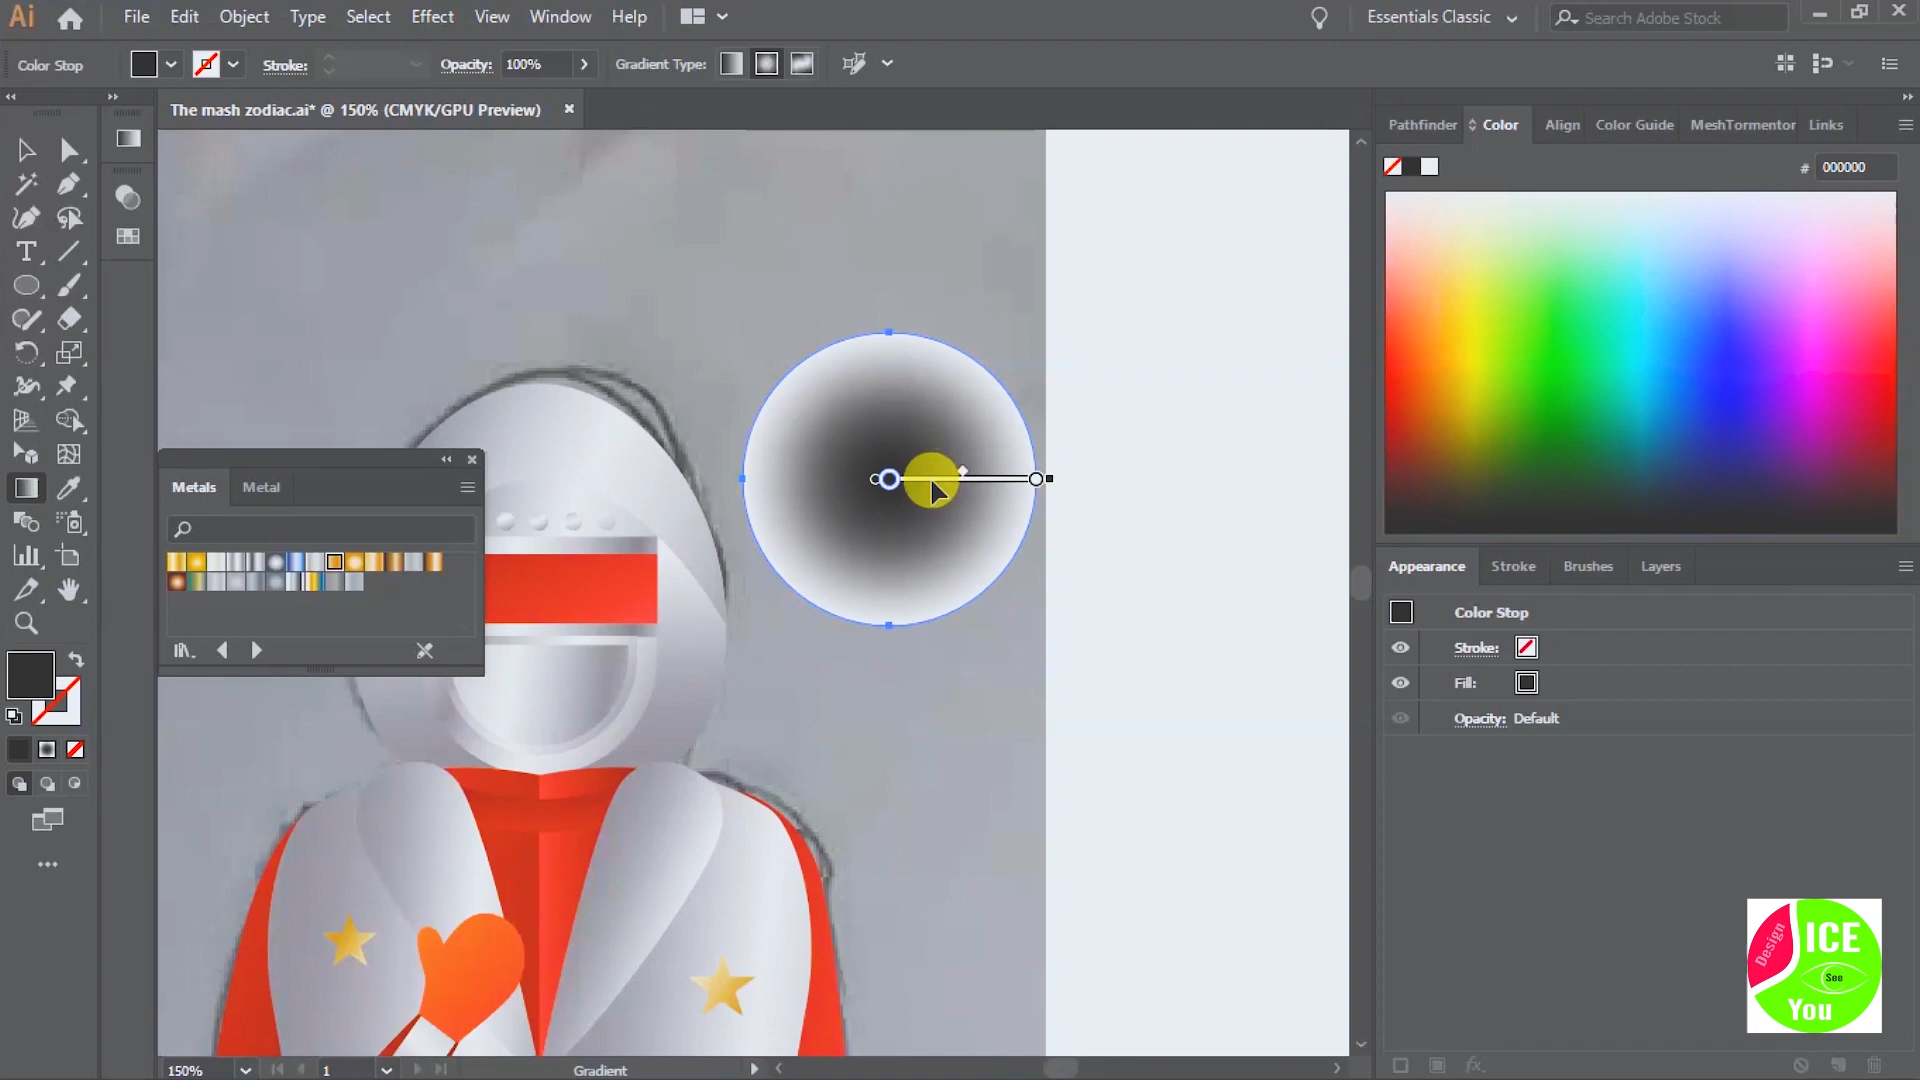 Ai File Edit Object Type Select Effect View Window Help Essentials Classic Search Adobe Stock
Color Stop Stroke: Opacity: 100% Gradient Type:
The mash zodiac.ai* @ 150% (CMYK/GPU Preview)
Pathfinder Color Align Color Guide MeshTormentor Links
# 000000
Metals Metal
Appearance Stroke Brushes Layers
Color Stop
Stroke:
Fill:
Opacity: Default
Design
ICE
See
You
150% 1 Gradient